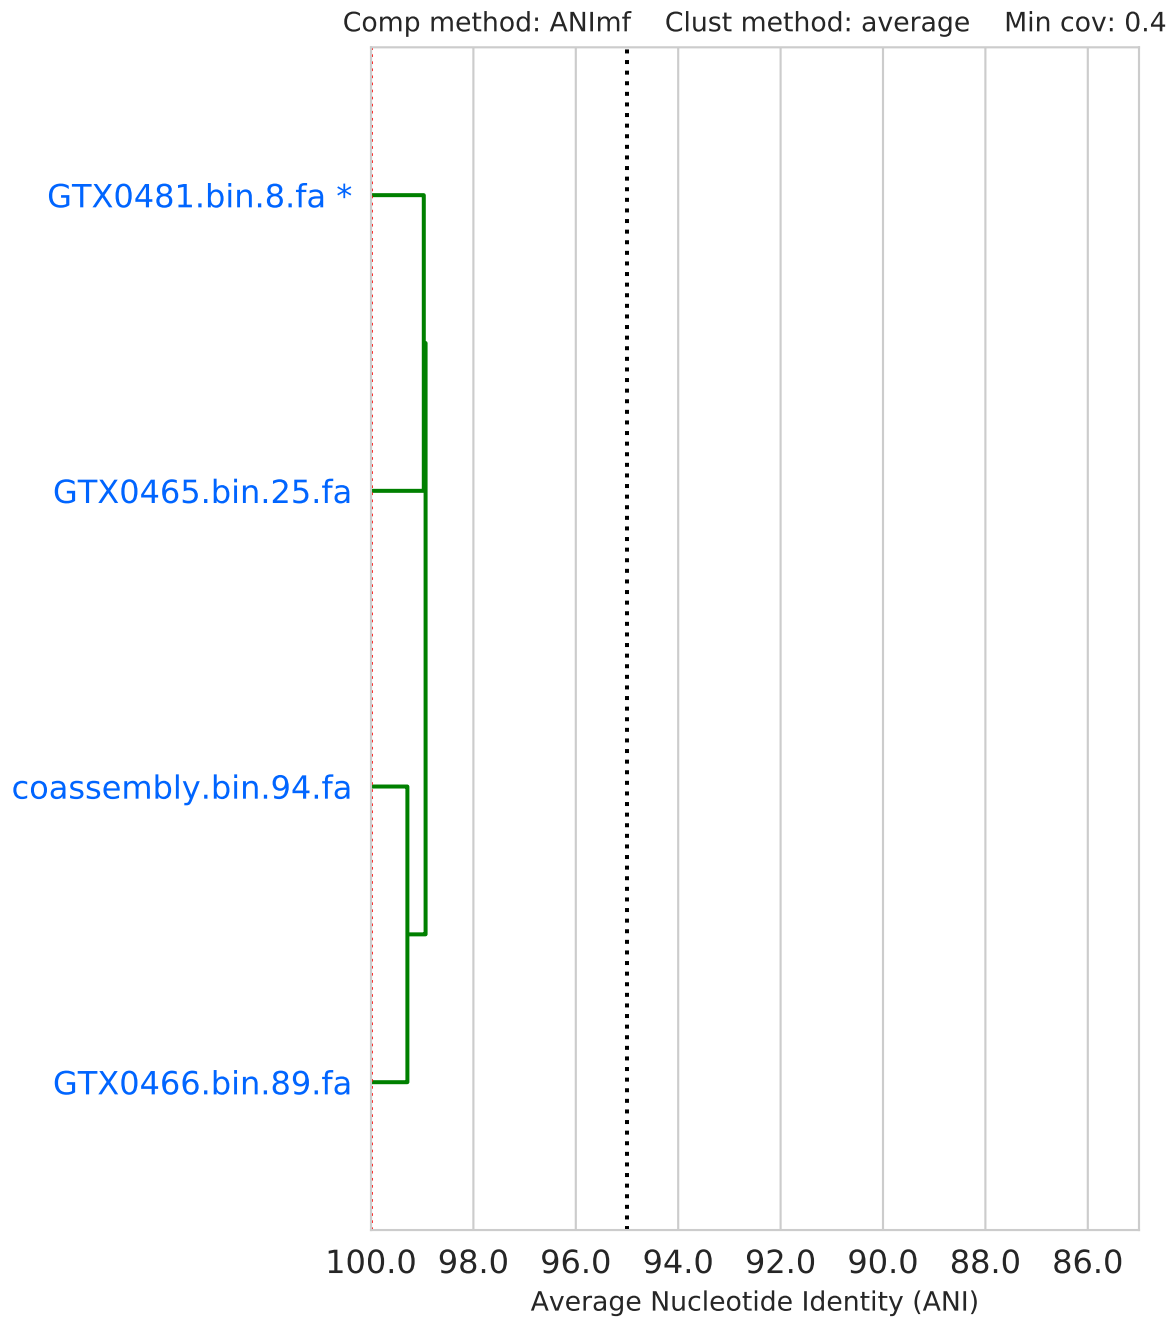 Comp method: ANImf    Clust method: average    Min cov: 0.4
GTX0481.bin.8.fa *
GTX0465.bin.25.fa
coassembly.bin.94.fa
GTX0466.bin.89.fa
100.0 98.0 96.0 94.0 92.0 90.0 88.0 86.0
Average Nucleotide Identity (ANI)